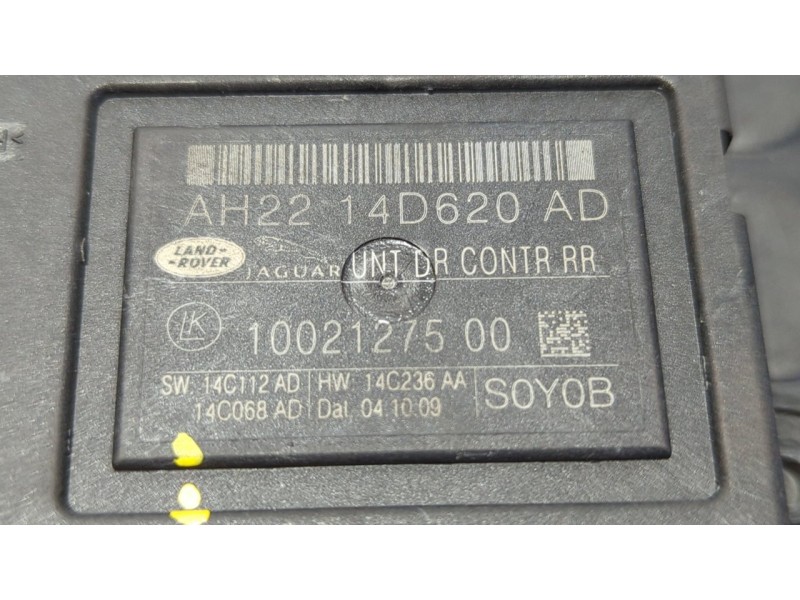 AH22 14D620 AD
LAND-
-ROVER
JAGUAR UNT DR CONTR RR
LK 10021275 00
SW 14C112 AD HW 14C236 AA
14C068 AD Dat. 04.10.09
S0Y0B